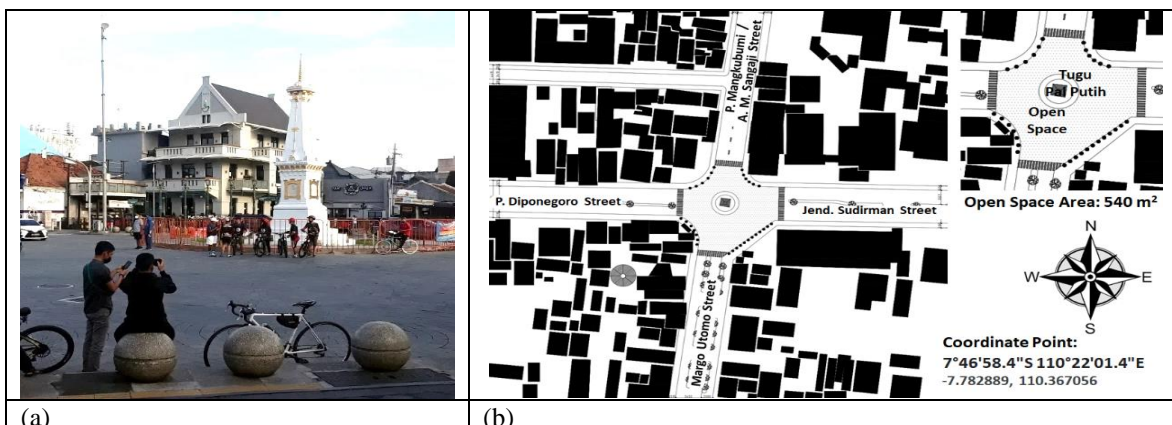 P. Mangkubumi /
A. M. Sangaji Street
P. Diponegoro Street
Jend. Sudirman Street
Margo Utomo Street
Tugu
Pal Putih
Open
Space
Open Space Area: 540 m²
N
W
E
S
Coordinate Point:
7°46'58.4"S 110°22'01.4"E
-7.782889, 110.367056
(a)
(b)